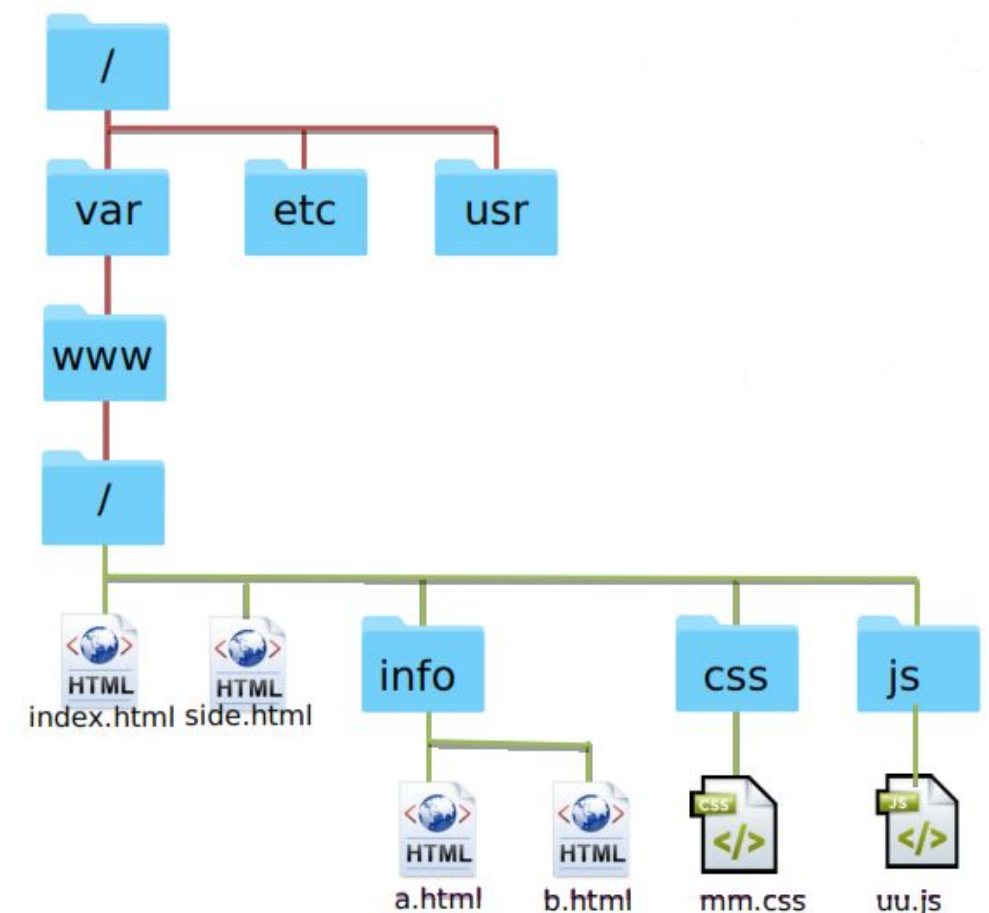 /
var etc usr
www
/
HTML HTML
index.html side.html
info css js
HTML HTML CSS </> JS </>
a.html b.html mm.css uu.js